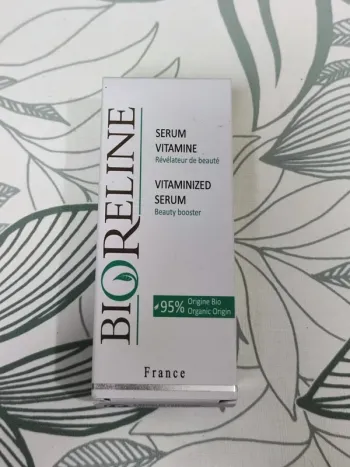 BIORELINE
SERUM
VITAMINE
Révélateur de beauté
VITAMINIZED
SERUM
Beauty booster
95% Origine Bio
Organic Origin
France